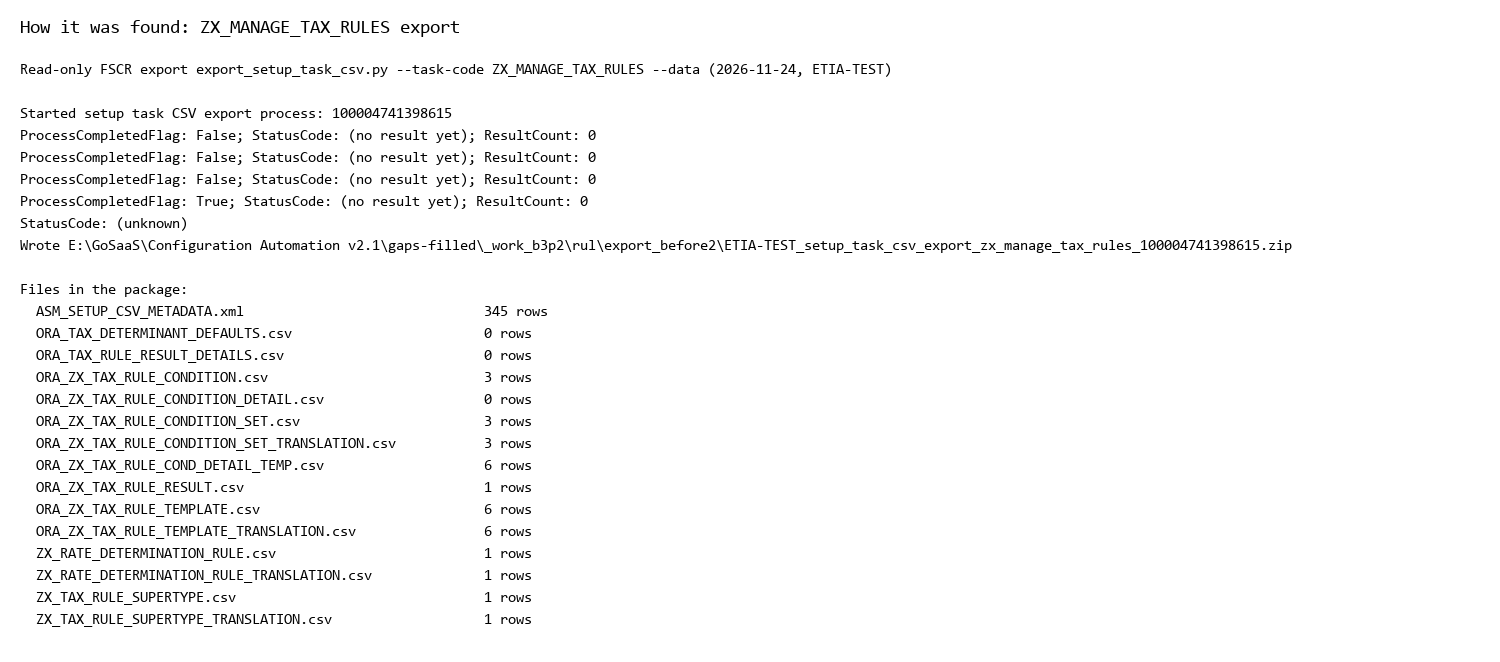 How it was found: ZX_MANAGE_TAX_RULES export
Read-only FSCR export export_setup_task_csv.py --task-code ZX_MANAGE_TAX_RULES --data (2026-11-24, ETIA-TEST)
Started setup task CSV export process: 100004741398615
ProcessCompletedFlag: False; StatusCode: (no result yet); ResultCount: 0
ProcessCompletedFlag: False; StatusCode: (no result yet); ResultCount: 0
ProcessCompletedFlag: False; StatusCode: (no result yet); ResultCount: 0
ProcessCompletedFlag: True; StatusCode: (no result yet); ResultCount: 0
StatusCode: (unknown)
Wrote E:\GoSaaS\Configuration Automation v2.1\gaps-filled\_work_b3p2\rul\export_before2\ETIA-TEST_setup_task_csv_export_zx_manage_tax_rules_100004741398615.zip
Files in the package:
ASM_SETUP_CSV_METADATA.xml 345 rows
ORA_TAX_DETERMINANT_DEFAULTS.csv 0 rows
ORA_TAX_RULE_RESULT_DETAILS.csv 0 rows
ORA_ZX_TAX_RULE_CONDITION.csv 3 rows
ORA_ZX_TAX_RULE_CONDITION_DETAIL.csv 0 rows
ORA_ZX_TAX_RULE_CONDITION_SET.csv 3 rows
ORA_ZX_TAX_RULE_CONDITION_SET_TRANSLATION.csv 3 rows
ORA_ZX_TAX_RULE_COND_DETAIL_TEMP.csv 6 rows
ORA_ZX_TAX_RULE_RESULT.csv 1 rows
ORA_ZX_TAX_RULE_TEMPLATE.csv 6 rows
ORA_ZX_TAX_RULE_TEMPLATE_TRANSLATION.csv 6 rows
ZX_RATE_DETERMINATION_RULE.csv 1 rows
ZX_RATE_DETERMINATION_RULE_TRANSLATION.csv 1 rows
ZX_TAX_RULE_SUPERTYPE.csv 1 rows
ZX_TAX_RULE_SUPERTYPE_TRANSLATION.csv 1 rows